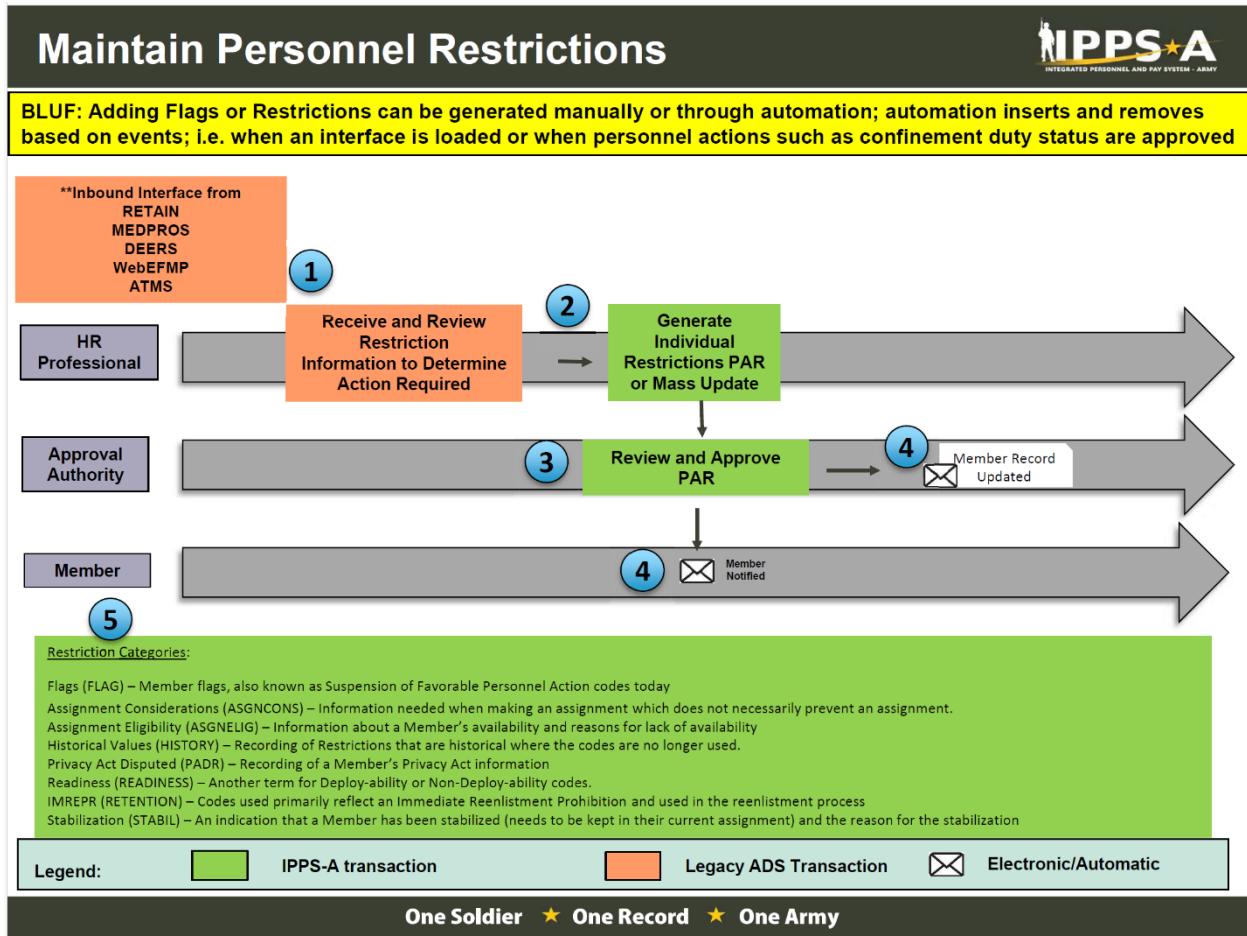 Maintain Personnel Restrictions
IPPS★A
INTEGRATED PERSONNEL AND PAY SYSTEM - ARMY
BLUF: Adding Flags or Restrictions can be generated manually or through automation; automation inserts and removes
based on events; i.e. when an interface is loaded or when personnel actions such as confinement duty status are approved
**Inbound Interface from
RETAIN
MEDPROS
DEERS
WebEFMP
ATMS
1
HR
Professional
Receive and Review
Restriction
Information to Determine
Action Required
2
Generate
Individual
Restrictions PAR
or Mass Update
Approval
Authority
3
Review and Approve
PAR
4
Member Record
Updated
Member
4
Member
Notified
5
Restriction Categories:
Flags (FLAG) – Member flags, also known as Suspension of Favorable Personnel Action codes today
Assignment Considerations (ASGNCONS) – Information needed when making an assignment which does not necessarily prevent an assignment.
Assignment Eligibility (ASGNELIG) – Information about a Member's availability and reasons for lack of availability
Historical Values (HISTORY) – Recording of Restrictions that are historical where the codes are no longer used.
Privacy Act Disputed (PADR) – Recording of a Member's Privacy Act information
Readiness (READINESS) – Another term for Deploy-ability or Non-Deploy-ability codes.
IMREPR (RETENTION) – Codes used primarily reflect an Immediate Reenlistment Prohibition and used in the reenlistment process
Stabilization (STABIL) – An indication that a Member has been stabilized (needs to be kept in their current assignment) and the reason for the stabilization
Legend:
IPPS-A transaction
Legacy ADS Transaction
Electronic/Automatic
One Soldier ★ One Record ★ One Army